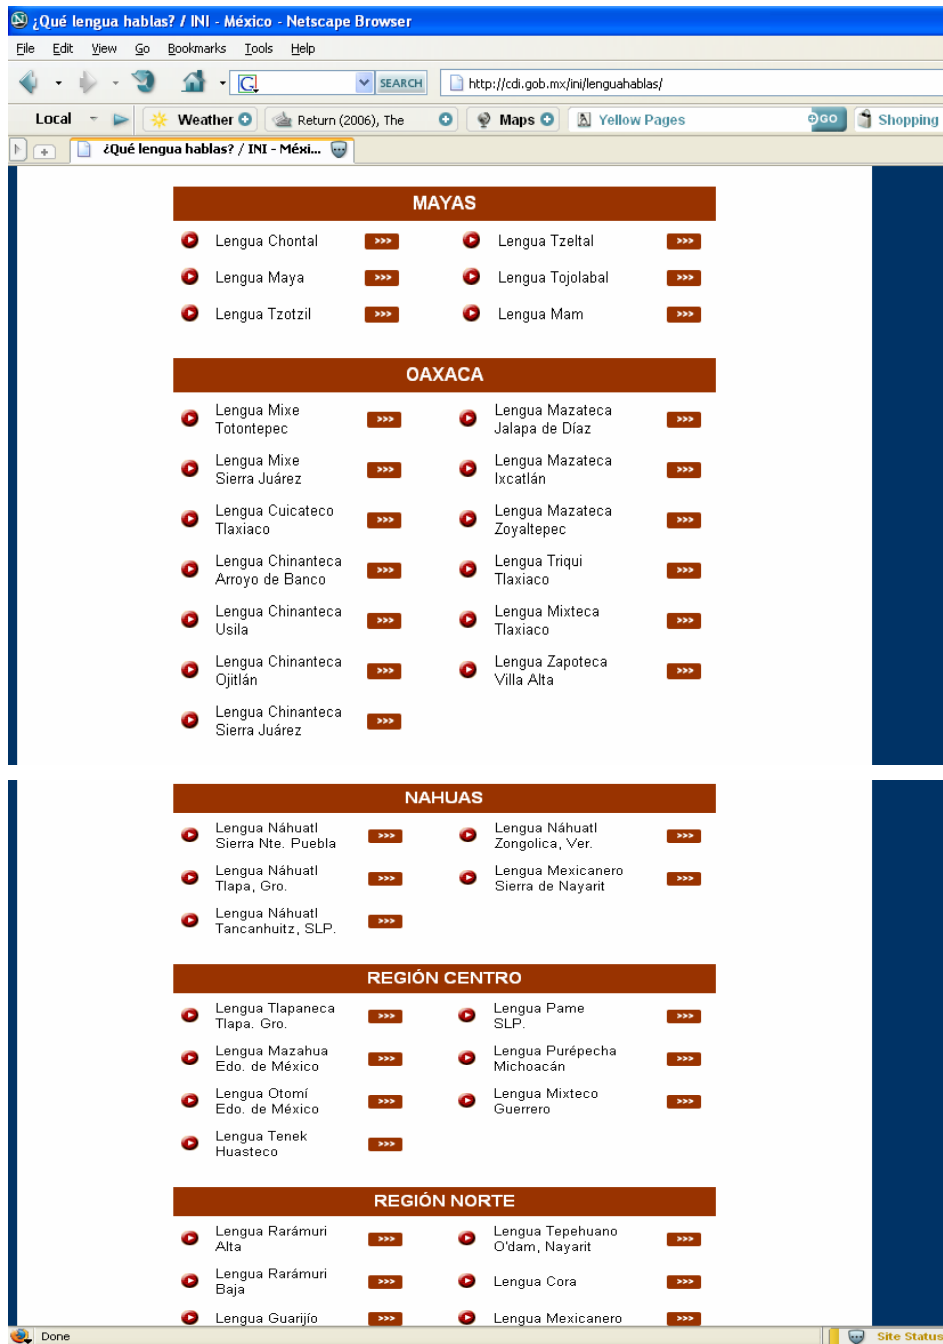 ¿Qué lengua hablas? / INI - México - Netscape Browser
File Edit View Go Bookmarks Tools Help
SEARCH http://cdi.gob.mx/ini/lenguahablas/
Local Weather Return (2006), The Maps Yellow Pages GO Shopping
¿Qué lengua hablas? / INI - Méxi...
MAYAS
Lengua Chontal >>> Lengua Tzeltal >>>
Lengua Maya >>> Lengua Tojolabal >>>
Lengua Tzotzil >>> Lengua Mam >>>
OAXACA
Lengua Mixe Lengua Mazateca
Totontepec >>> Jalapa de Díaz >>>
Lengua Mixe Lengua Mazateca
Sierra Juárez >>> Ixcatlán >>>
Lengua Cuicateco Lengua Mazateca
Tlaxiaco >>> Zoyaltepec >>>
Lengua Chinanteca Lengua Triqui
Arroyo de Banco >>> Tlaxiaco >>>
Lengua Chinanteca Lengua Mixteca
Usila >>> Tlaxiaco >>>
Lengua Chinanteca Lengua Zapoteca
Ojitlán >>> Villa Alta >>>
Lengua Chinanteca
Sierra Juárez >>>
NAHUAS
Lengua Náhuatl Lengua Náhuatl
Sierra Nte. Puebla >>> Zongolica, Ver. >>>
Lengua Náhuatl Lengua Mexicanero
Tlapa, Gro. >>> Sierra de Nayarit >>>
Lengua Náhuatl
Tancanhuitz, SLP. >>>
REGIÓN CENTRO
Lengua Tlapaneca Lengua Pame
Tlapa. Gro. >>> SLP. >>>
Lengua Mazahua Lengua Purépecha
Edo. de México >>> Michoacán >>>
Lengua Otomí Lengua Mixteco
Edo. de México >>> Guerrero >>>
Lengua Tenek
Huasteco >>>
REGIÓN NORTE
Lengua Rarámuri Lengua Tepehuano
Alta >>> O'dam, Nayarit >>>
Lengua Rarámuri
Baja >>> Lengua Cora >>>
Lengua Guarijío >>> Lengua Mexicanero >>>
Done Site Status